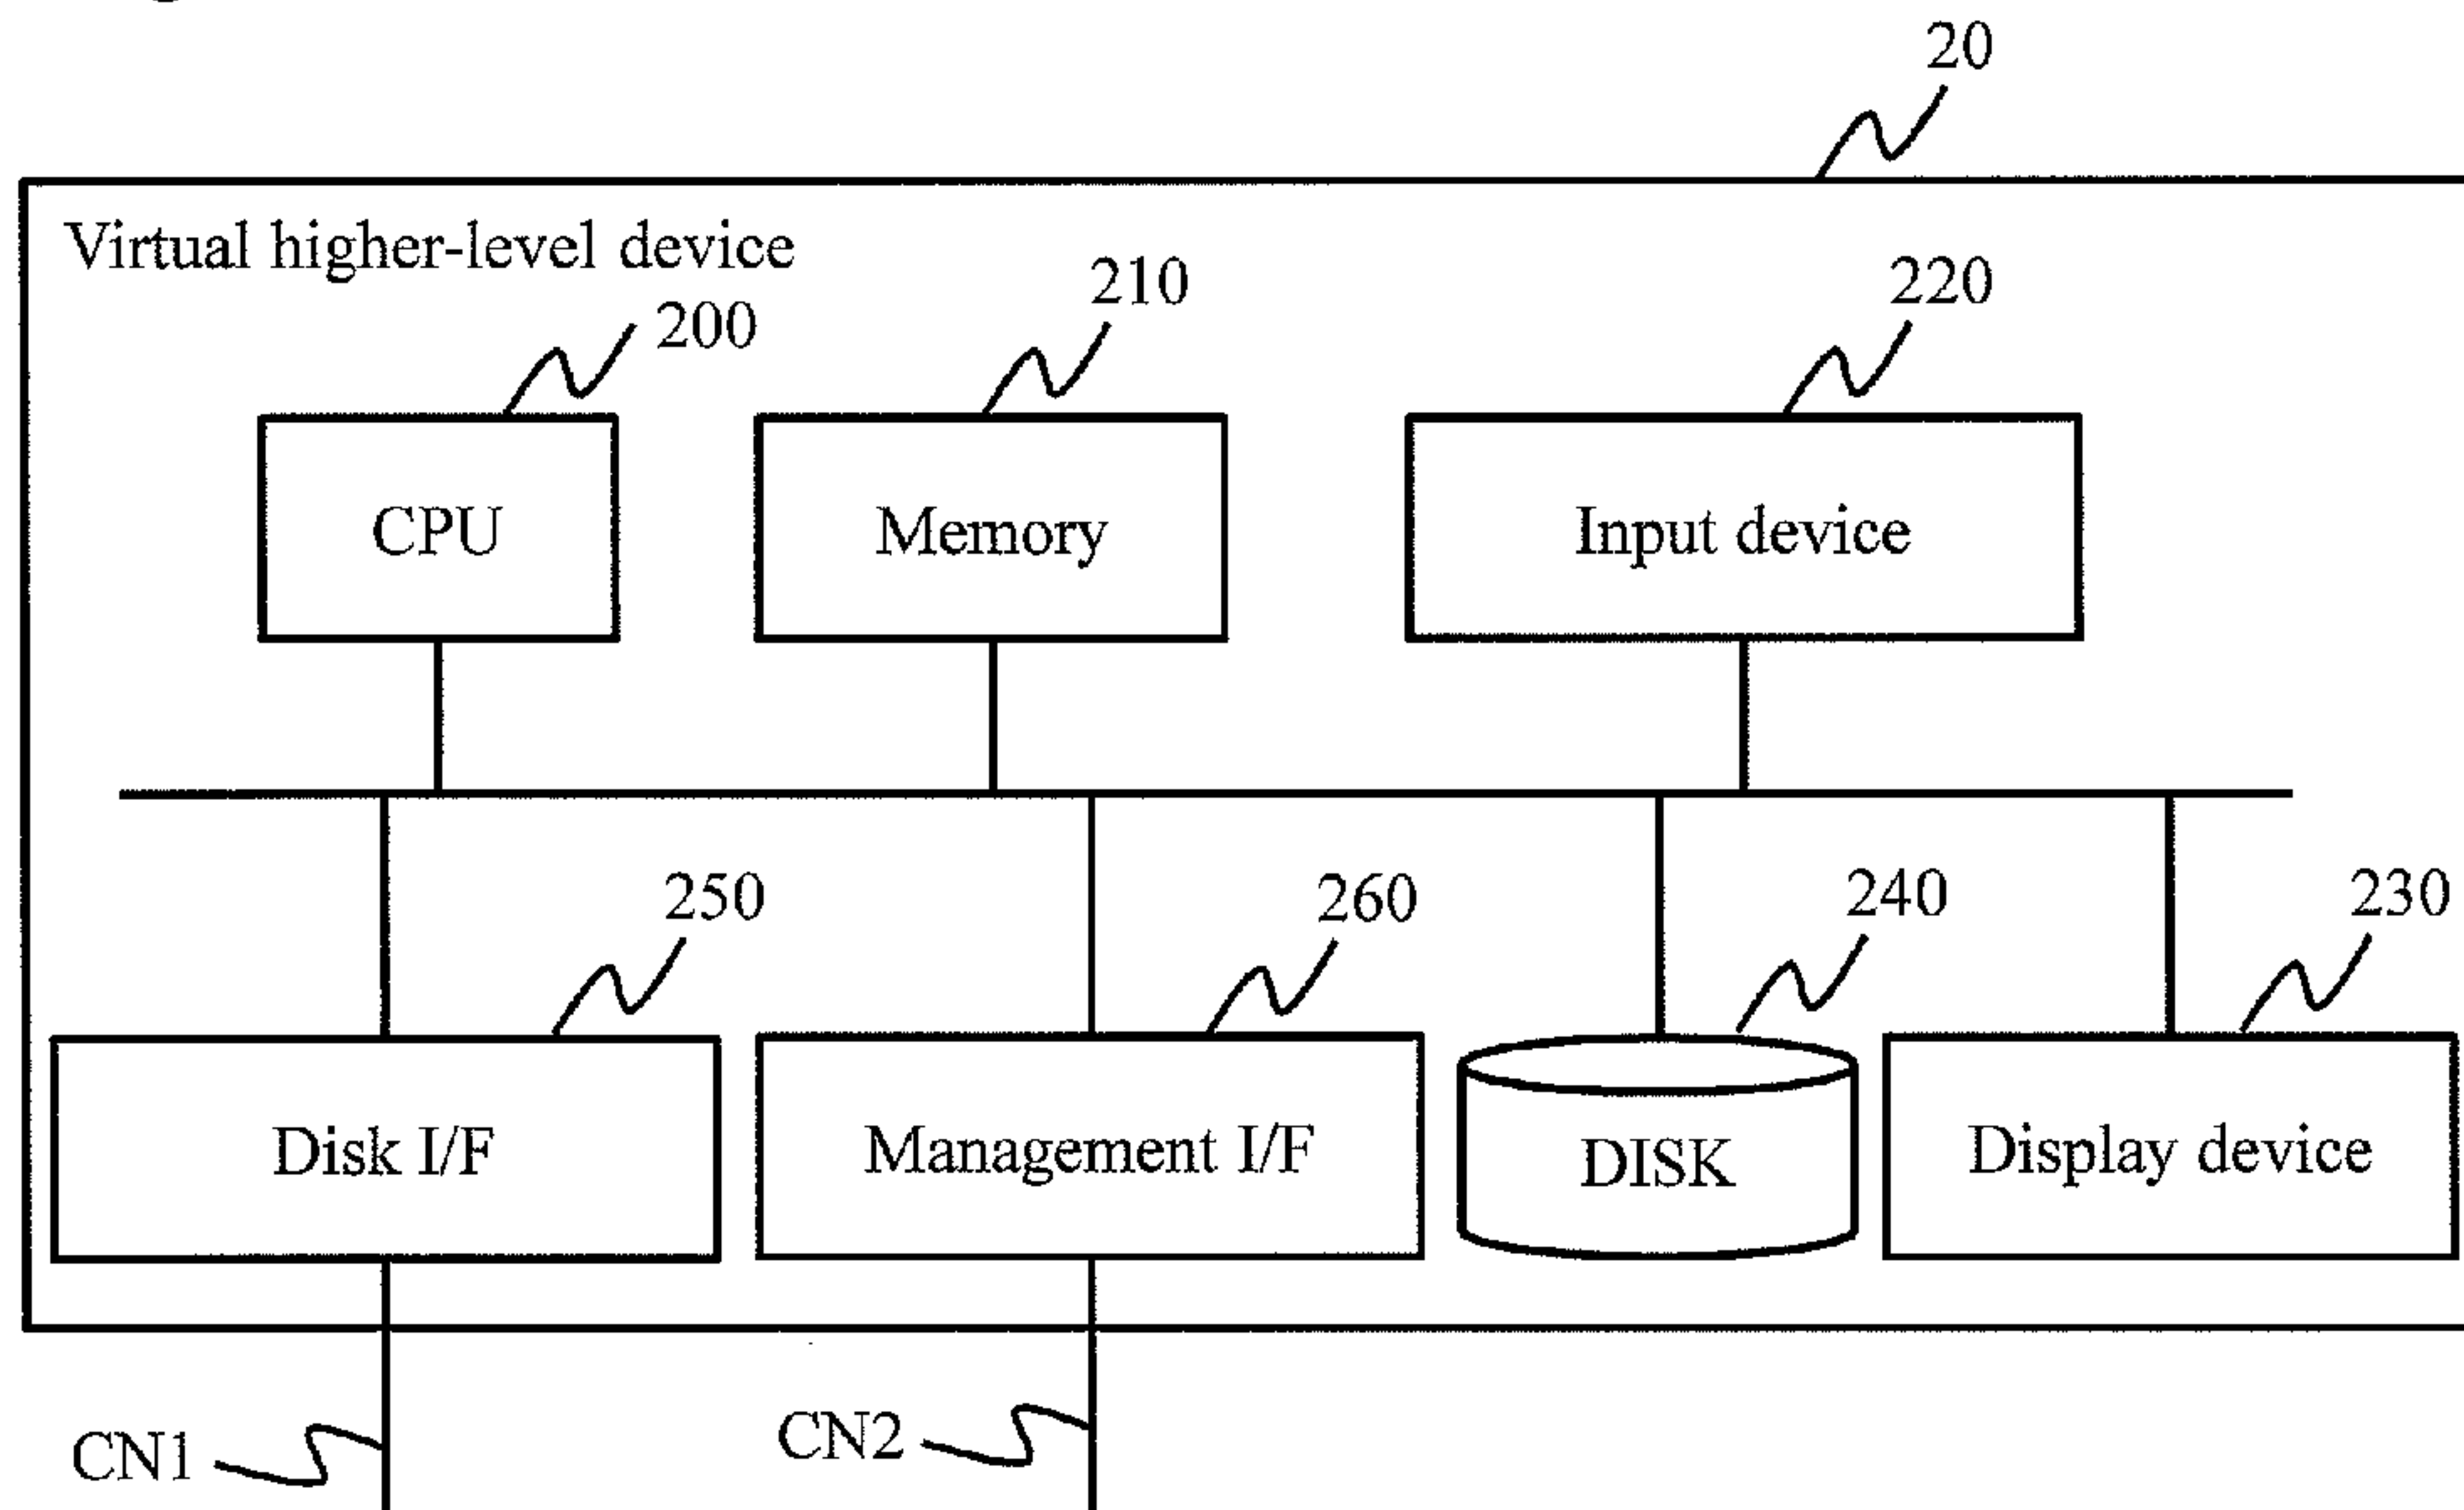 20
Virtual higher-level device
200
210
220
CPU
Memory
Input device
250
260
240
230
Disk I/F
Management I/F
DISK
Display device
CN1
CN2